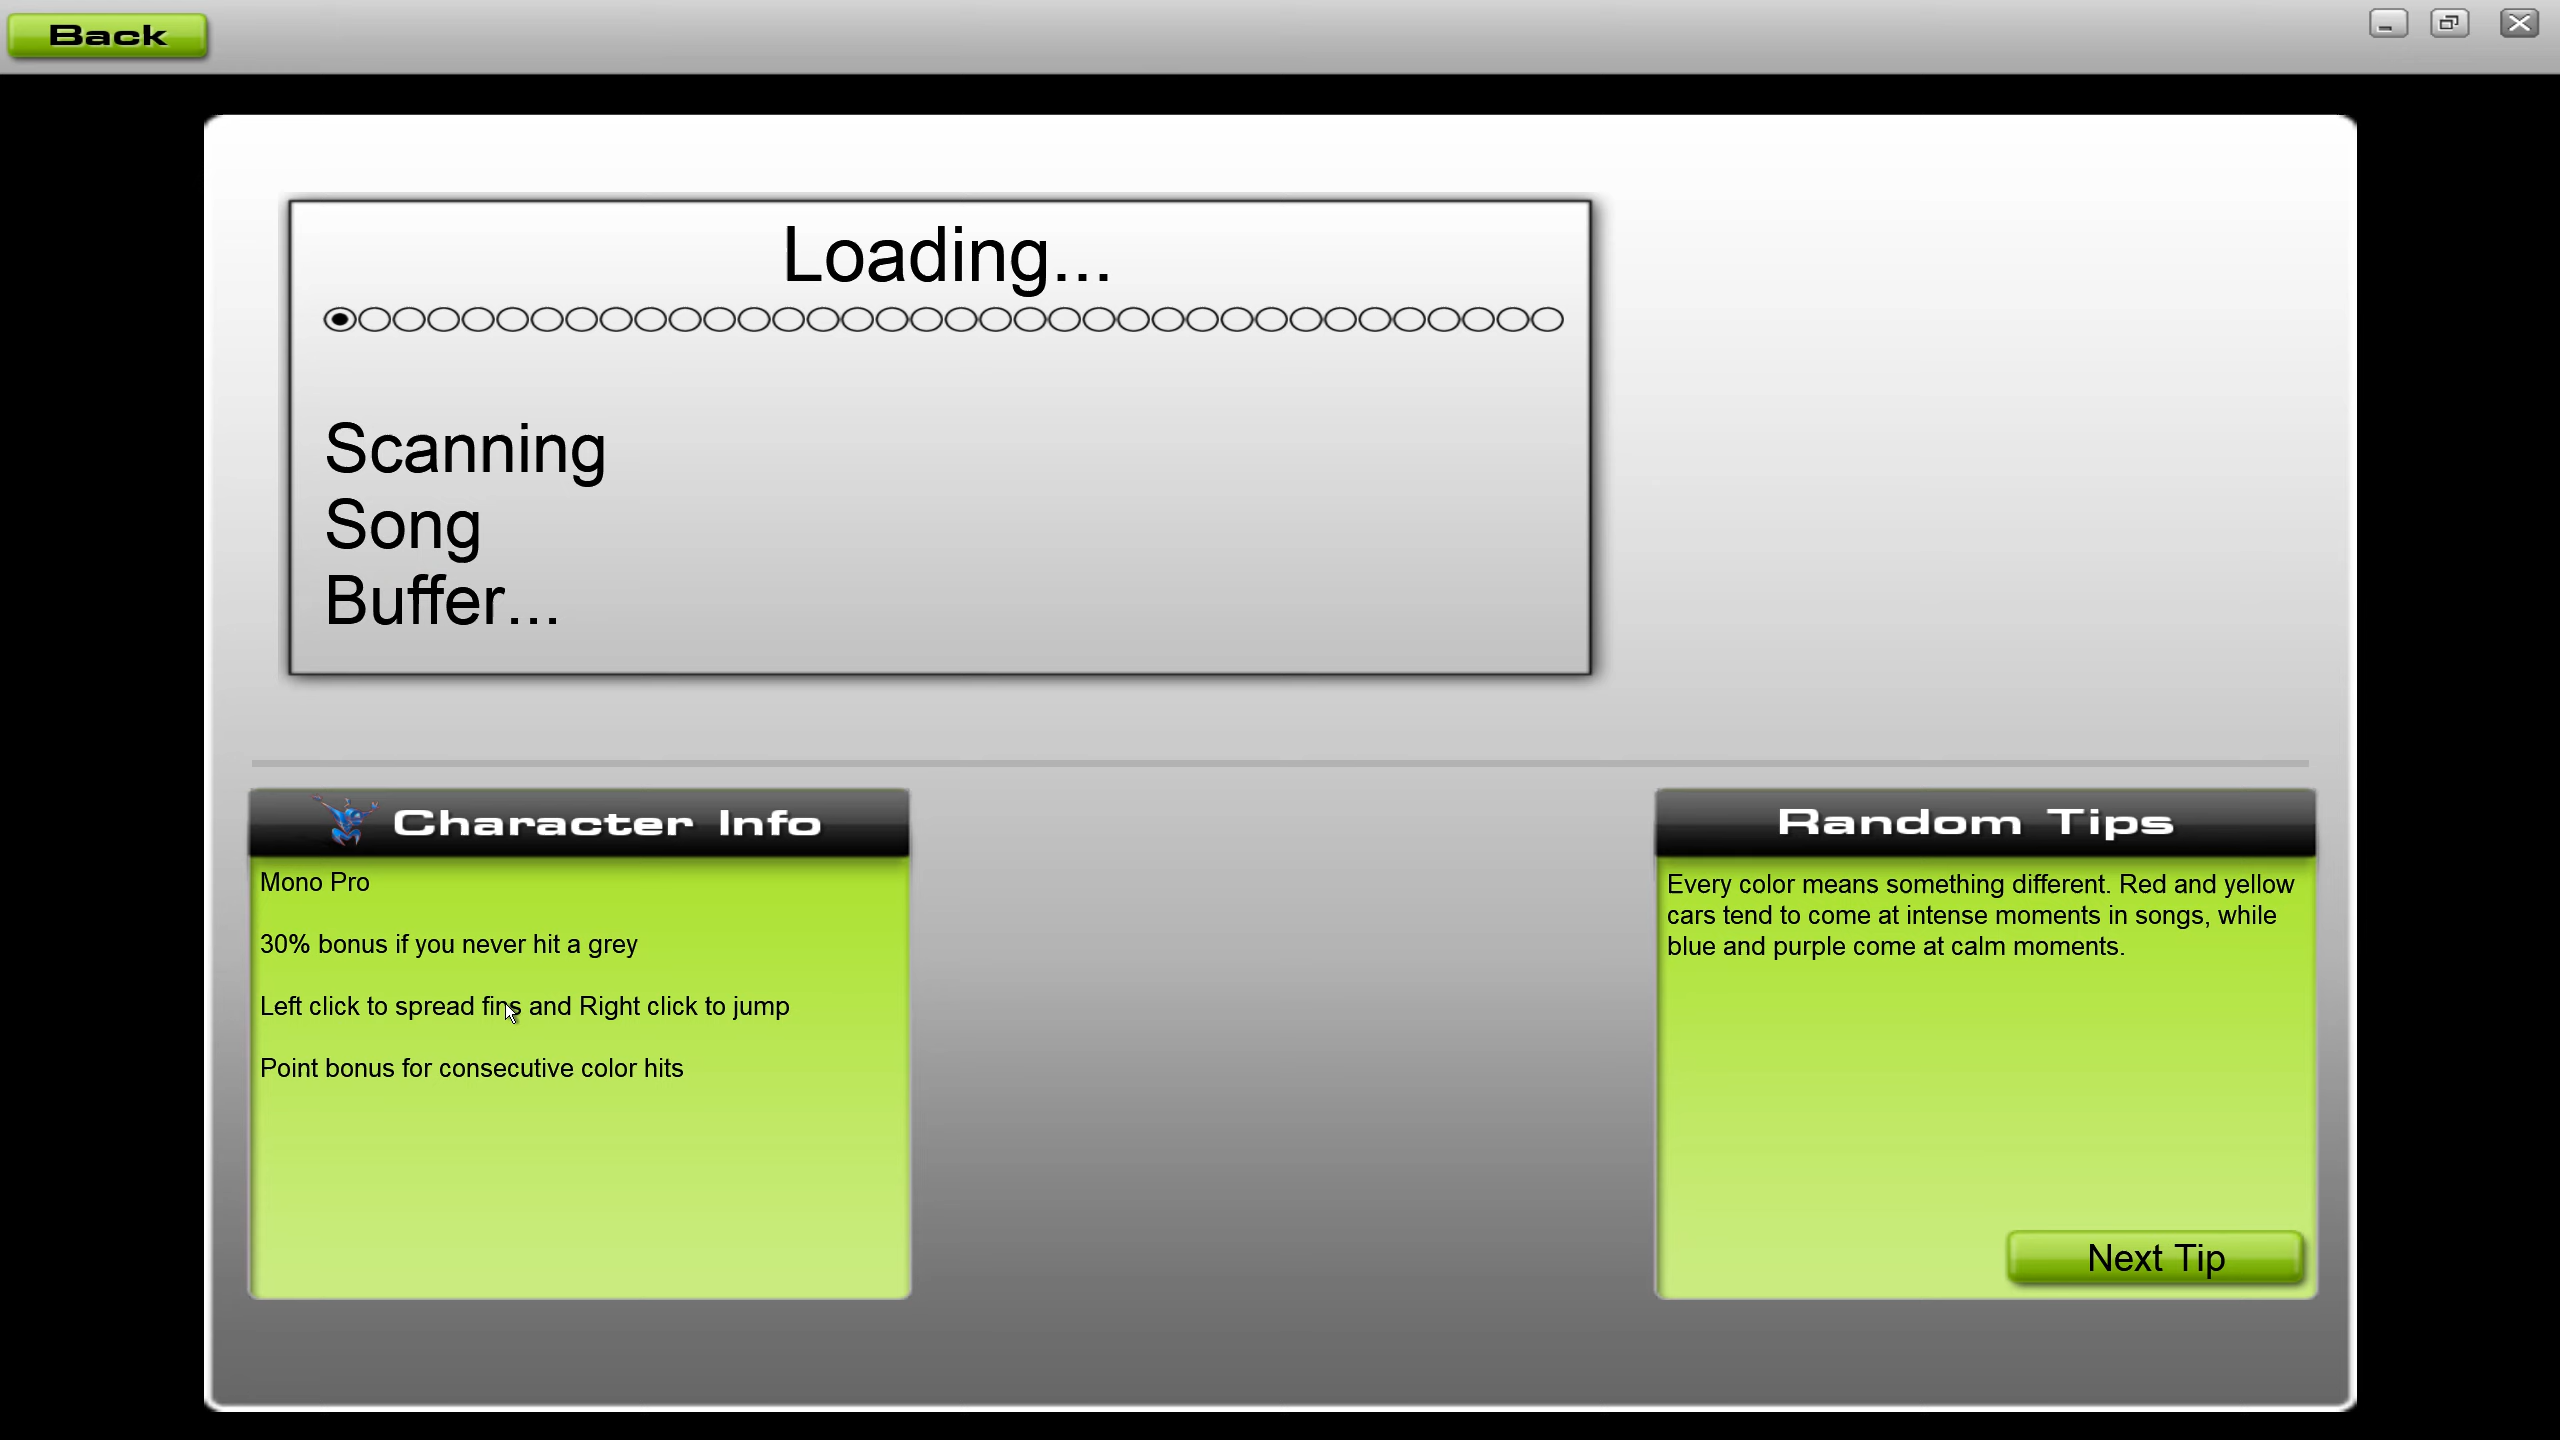 Back
Loading...
Scanning
Song
Buffer...
Character Info
Mono Pro
30% bonus if you never hit a grey
Left click to spread fins and Right click to jump
Point bonus for consecutive color hits
Random Tips
Every color means something different. Red and yellow
cars tend to come at intense moments in songs, while
blue and purple come at calm moments.
Next Tip